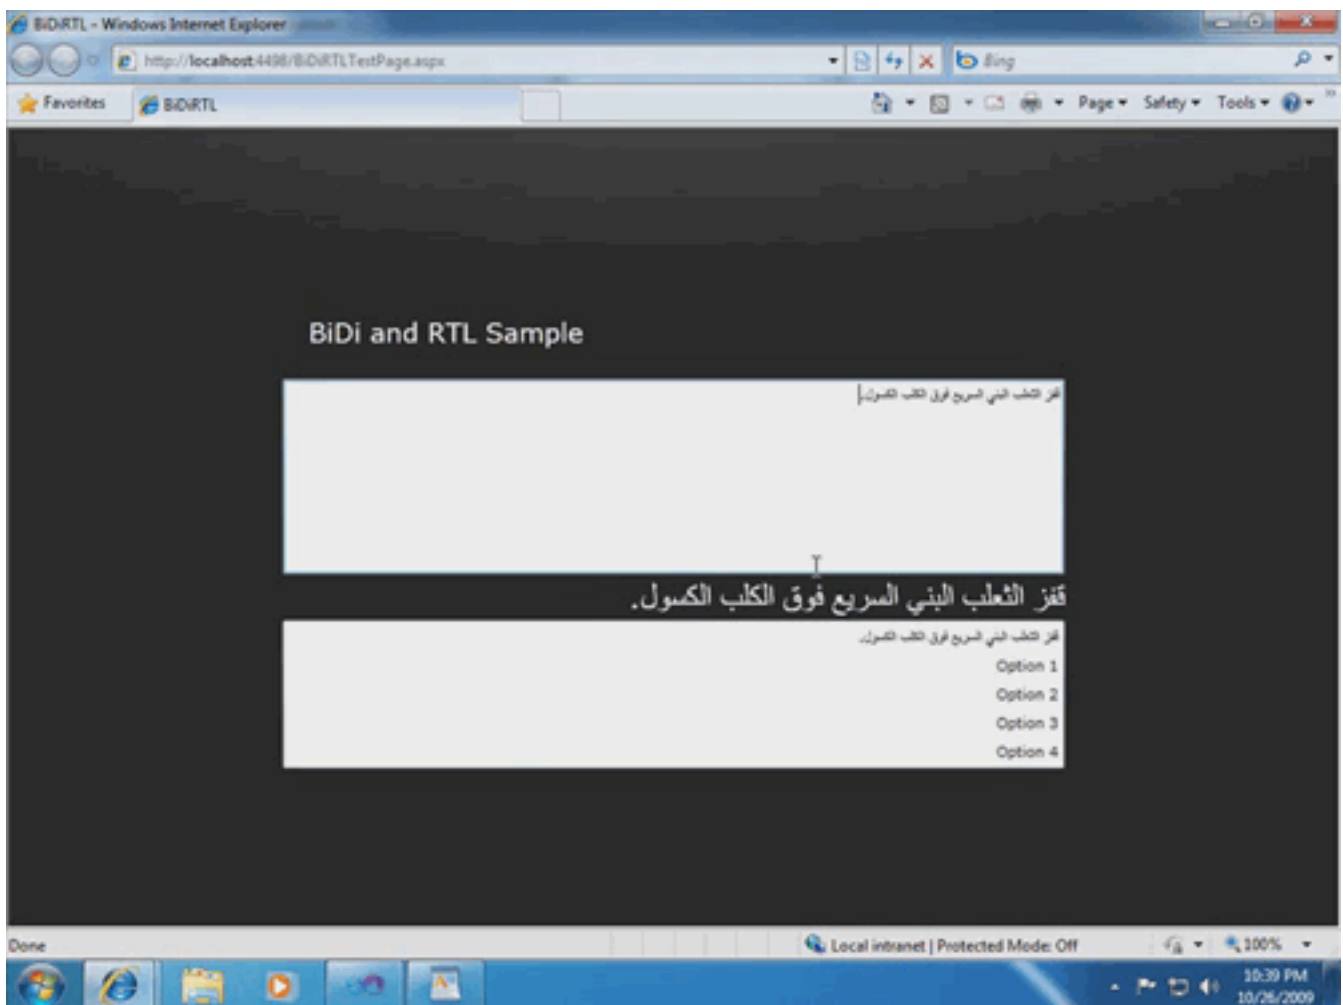 BiDiRTL - Windows Internet Explorer
http://localhost:4498/BiDiRTLTestPage.aspx
Bing
Favorites BiDiRTL Page Safety Tools
BiDi and RTL Sample
قفز الثعلب البني السريع فوق الكلب الكسول.
قفز الثعلب البني السريع فوق الكلب الكسول.
قفز الثعلب البني السريع فوق الكلب الكسول.
Option 1
Option 2
Option 3
Option 4
Done Local intranet | Protected Mode: Off 100%
10:39 PM
10/26/2009